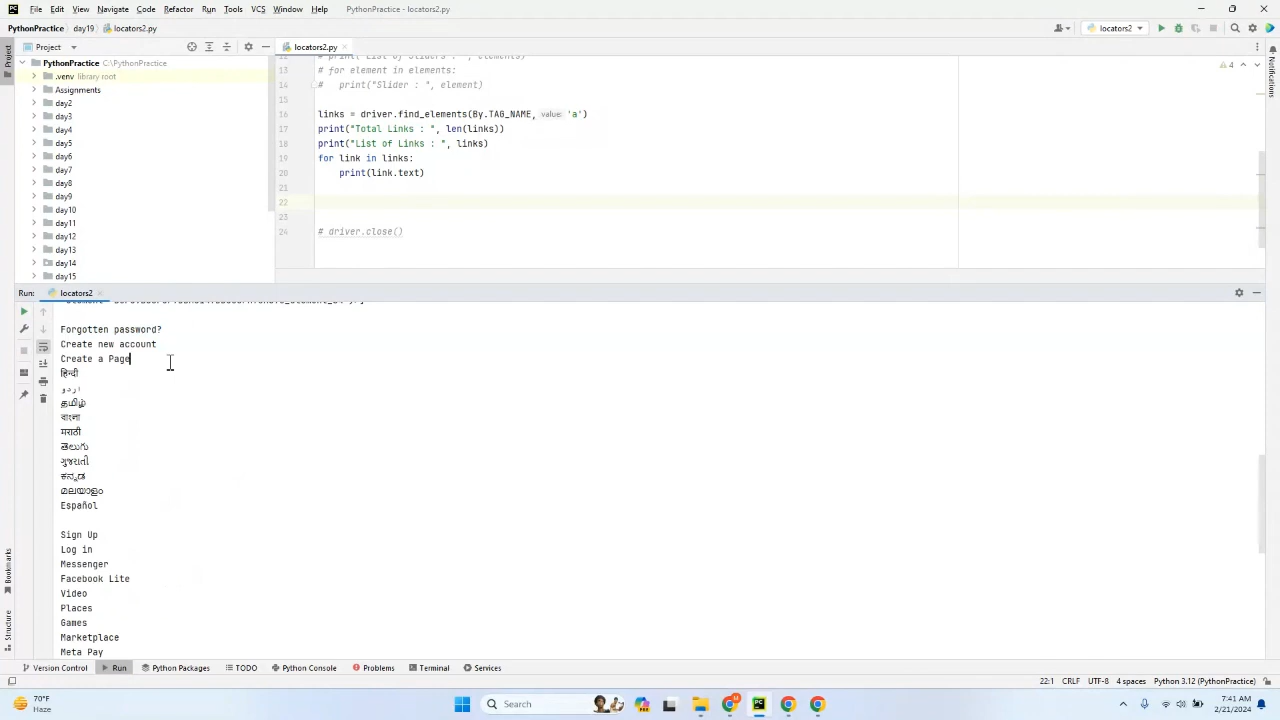 File Edit View Navigate Code Refactor Run Tools VCS Window Help PythonPractice - locators2.py
PythonPractice day19 locators2.py locators2
Project locators2.py
PythonPractice C:\PythonPractice
.venv library root
Assignments
day2
day3
day4
day5
day6
day7
day8
day9
day10
day11
day12
day13
day14
day15
13 # for element in elements:
14 # print("Slider : ", element)
15
16 links = driver.find_elements(By.TAG_NAME, value: 'a')
17 print("Total Links : ", len(links))
18 print("List of Links : ", links)
19 for link in links:
20 print(link.text)
21
22
23
24 # driver.close()
4
Project
Notifications
Bookmarks
Structure
Run: locators2
Forgotten password?
Create new account
Create a Page
हिन्दी
اردو
தமிழ்
বাংলা
मराठी
తెలుగు
ગુજરાતી
ಕನ್ನಡ
മലയാളം
Español
Sign Up
Log in
Messenger
Facebook Lite
Video
Places
Games
Marketplace
Meta Pay
Version Control Run Python Packages TODO Python Console Problems Terminal Services
22:1 CRLF UTF-8 4 spaces Python 3.12 (PythonPractice)
70°F
Haze
Search
7:41 AM
2/21/2024